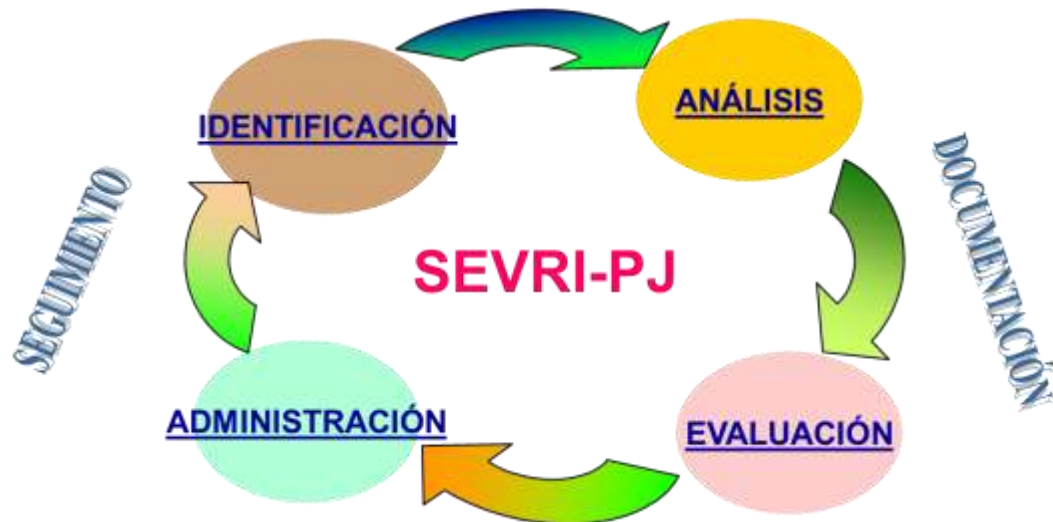 IDENTIFICACIÓN
ANÁLISIS
SEGUIMIENTO
DOCUMENTACIÓN
SEVRI-PJ
ADMINISTRACIÓN
EVALUACIÓN